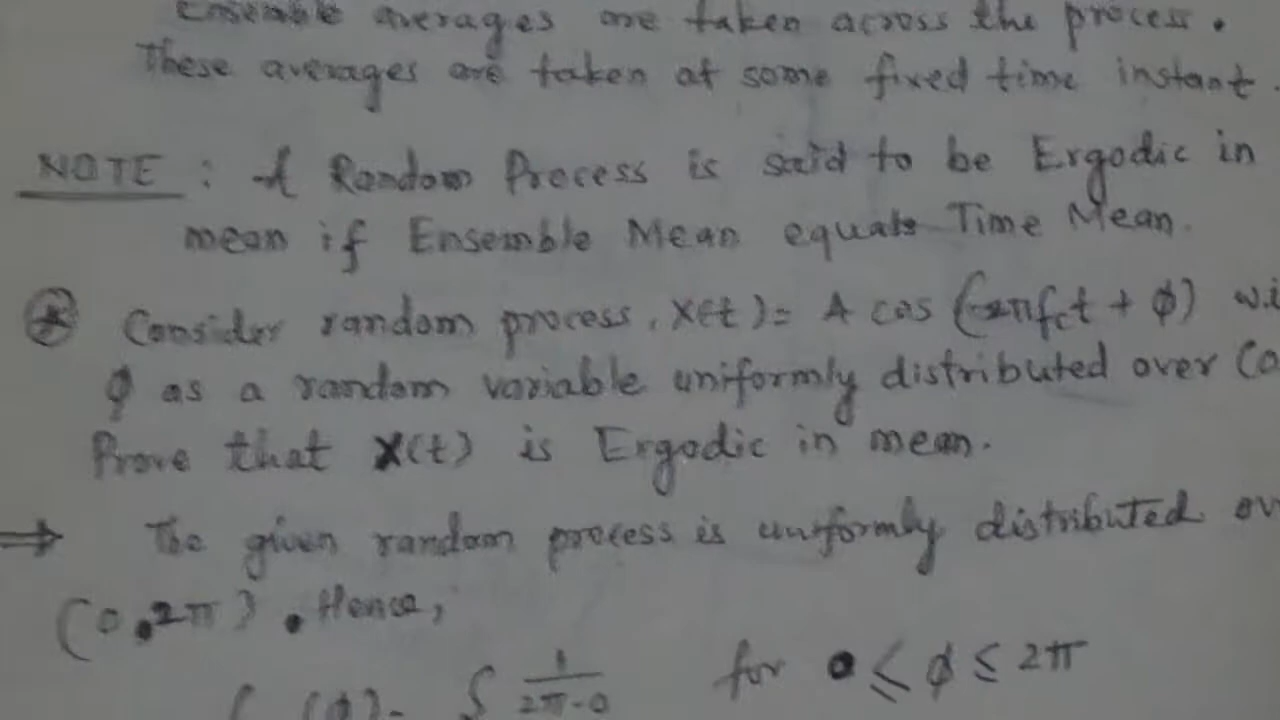 Ensemble averages are taken across the process.
These averages are taken at some fixed time instant.
NOTE : A Random Process is said to be Ergodic in
mean if Ensemble Mean equals Time Mean.
Consider random process, X(t) = A cos (2πfct + ϕ) wi
ϕ as a random variable uniformly distributed over (0
Prove that X(t) is Ergodic in mean.
⇒ The given random process is uniformly distributed ov
(0, 2π). Hence,
(ϕ) = { 1/2π-0 for 0 ≤ ϕ ≤ 2π